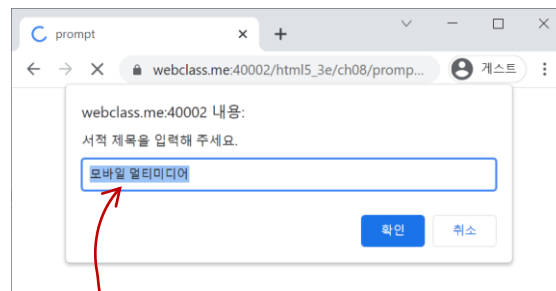 prompt
webclass.me:40002/html5_3e/ch08/promp...
게스트
webclass.me:40002 내용:
서적 제목을 입력해 주세요.
모바일 멀티미디어
확인
취소